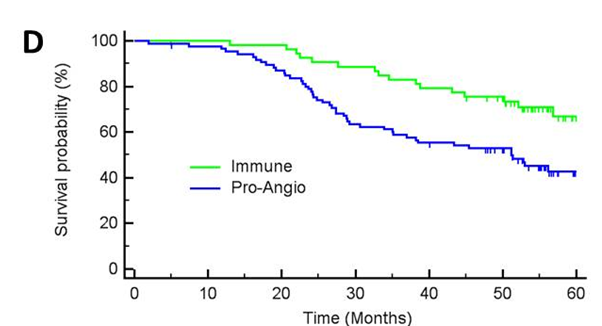 D
Survival probability (%)
100
80
60
40
20
0
Immune
Pro-Angio
0 10 20 30 40 50 60
Time (Months)